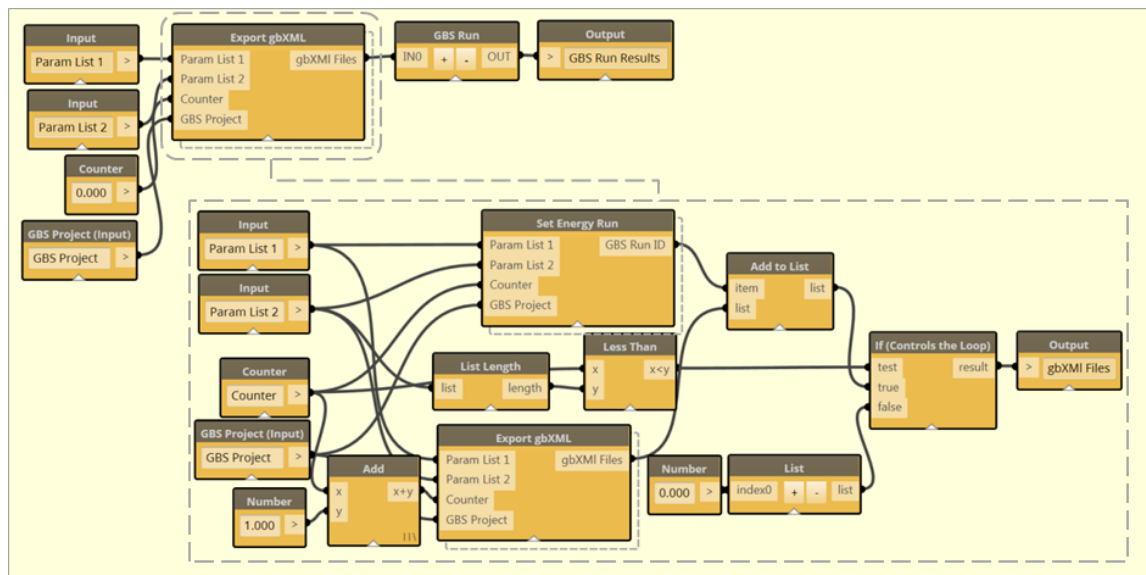 Input
Param List 1 >
Input
Param List 2 >
Counter
0.000 >
GBS Project (Input)
GBS Project >
Export gbXML
Param List 1 gbXMl Files
Param List 2
Counter
GBS Project
GBS Run
IN0 + - OUT
Output
> GBS Run Results
Input
Param List 1 >
Input
Param List 2 >
Counter
Counter >
GBS Project (Input)
GBS Project >
Number
1.000 >
Add
x x+y
y
||\
Set Energy Run
Param List 1 GBS Run ID
Param List 2
Counter
GBS Project
List Length
list length
Less Than
x x<y
y
Export gbXML
Param List 1 gbXMl Files
Param List 2
Counter
GBS Project
Add to List
item list
list
Number
0.000 >
List
index0 + - list
If (Controls the Loop)
test result
true
false
Output
> gbXMl Files